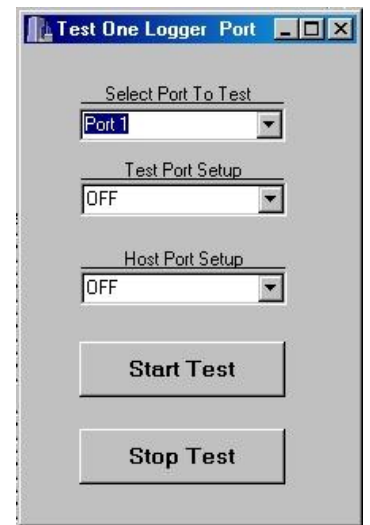 Test One Logger Port
Select Port To Test
Port 1
Test Port Setup
OFF
Host Port Setup
OFF
Start Test
Stop Test